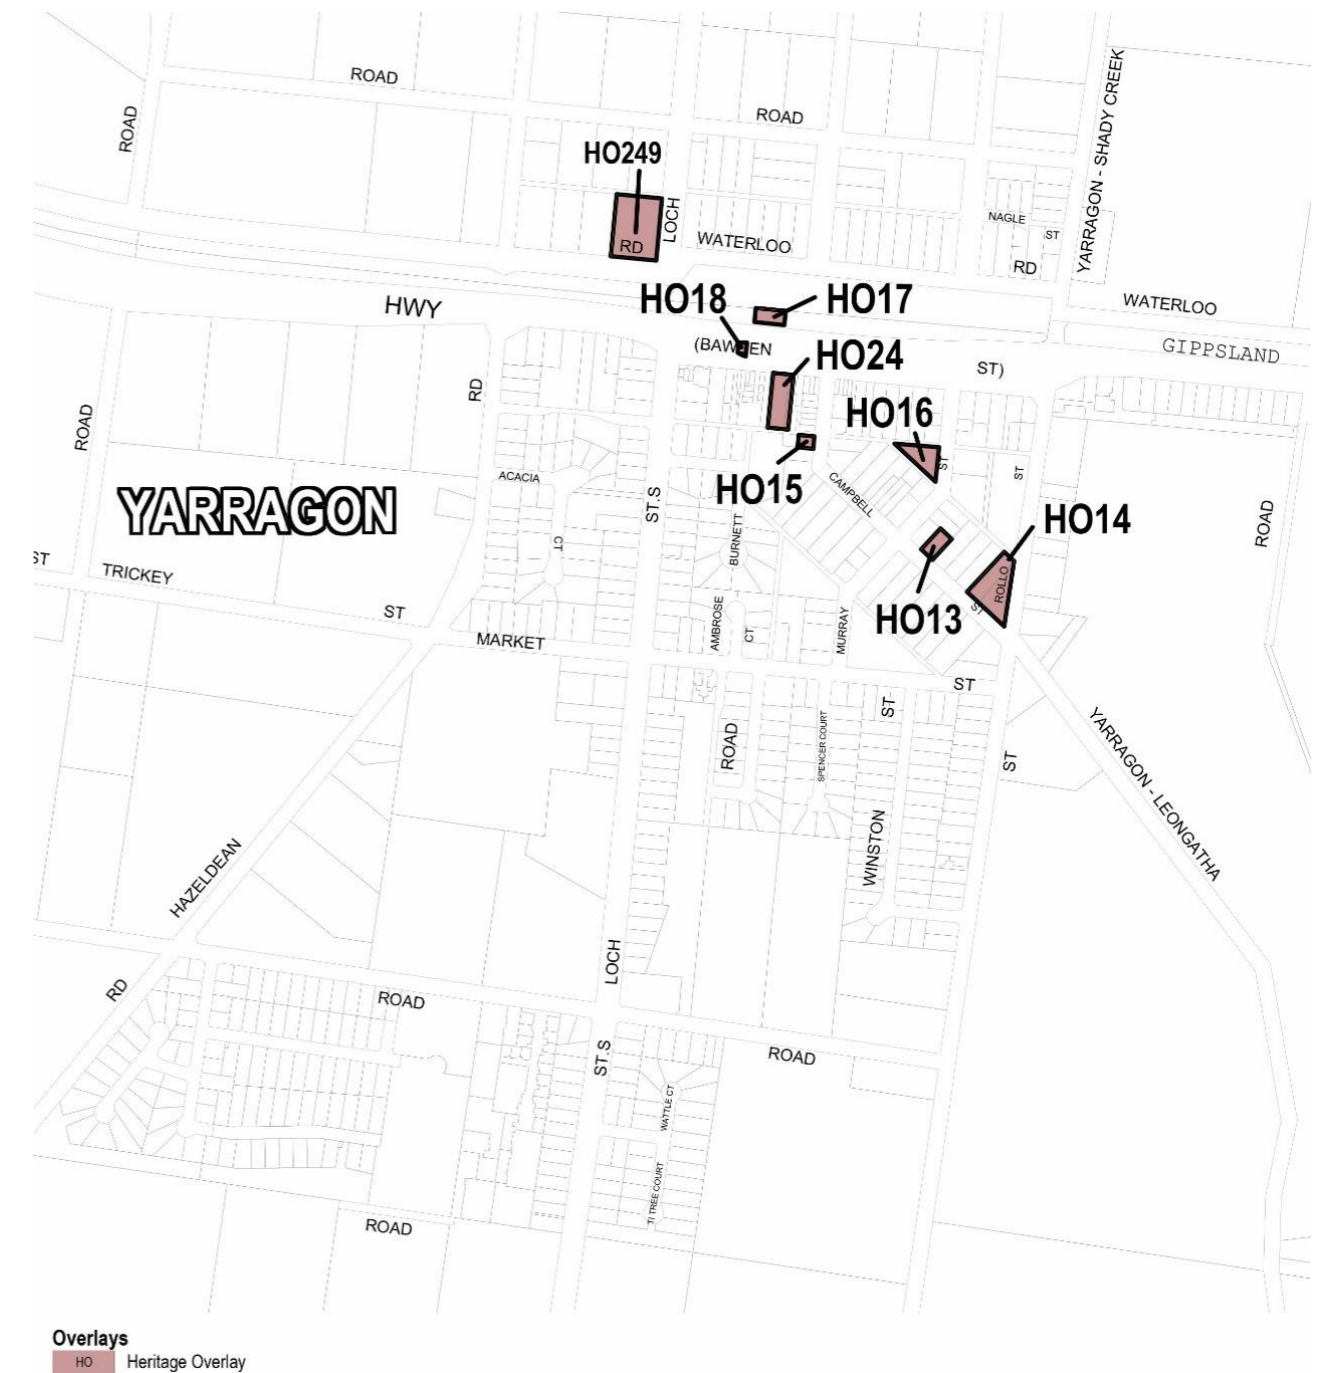 ROAD
ROAD
ROAD
YARRAGON - SHADY CREEK
HO249
LOCH
RD
WATERLOO
NAGLE
ST
RD
HO18
HO17
HWY
WATERLOO
(BAWDEN
ST)
GIPPSLAND
HO24
RD
ROAD
HO16
ST
ST
ACACIA
HO15
CAMPBELL
YARRAGON
ST.S
BURNETT
CT
HO14
ROAD
ST
TRICKEY
ST
MARKET
AMBROSE
CT
MURRAY
HO13
ROLLO
ST
ST
ST
ROAD
SPENCER COURT
ST
YARRAGON - LEONGATHA
WINSTON
HAZELDEAN
LOCH
RD
ROAD
ST.S
ROAD
WATTLE CT
TI TREE COURT
ROAD
Overlays
HO
Heritage Overlay